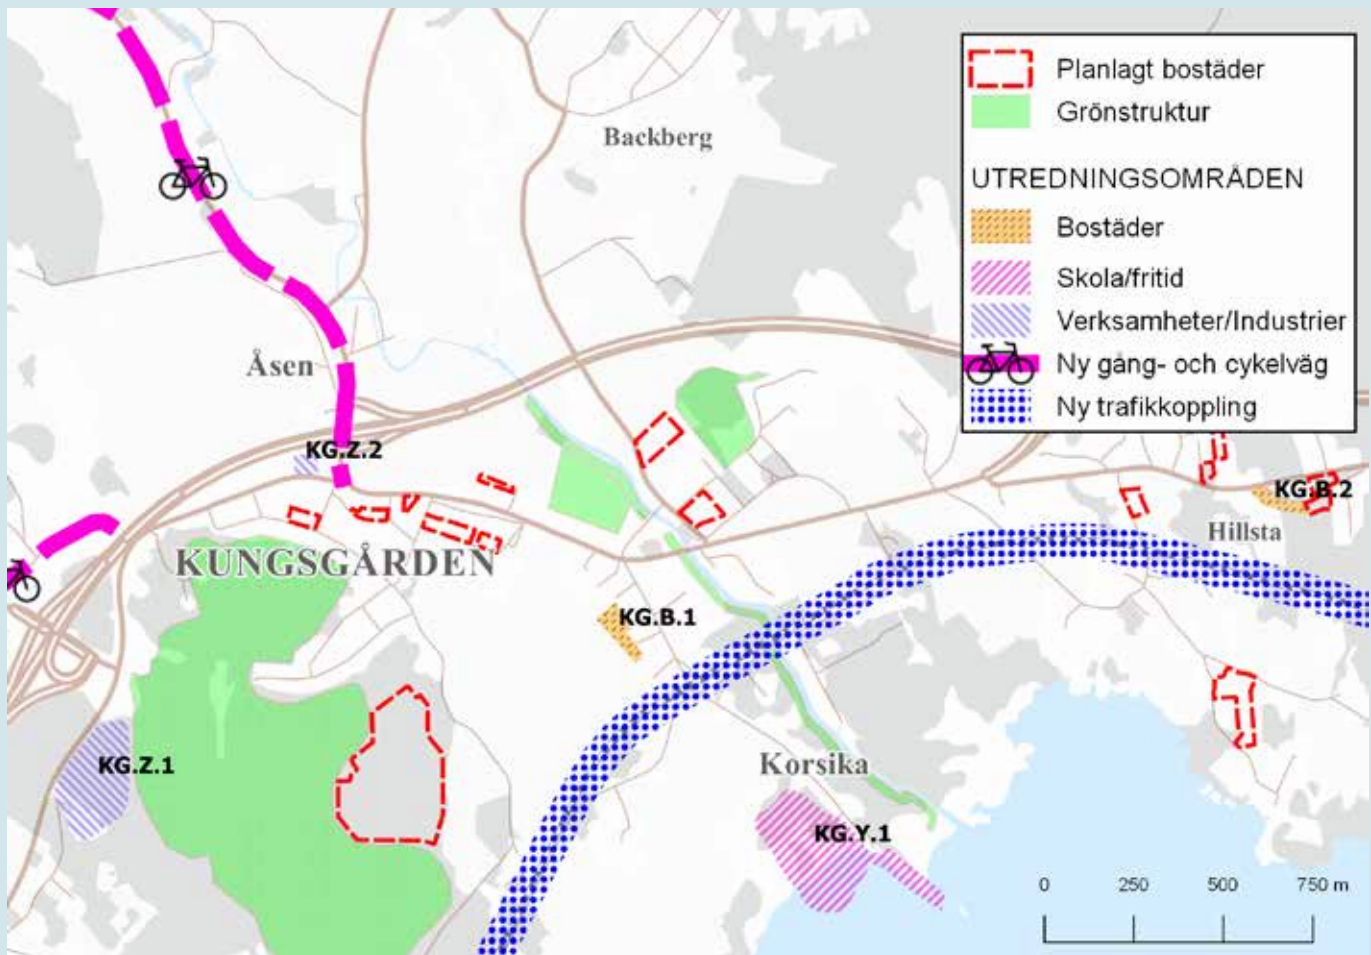 Planlagt bostäder
Grönstruktur
UTREDNINGSOMRÅDEN
Bostäder
Skola/fritid
Verksamheter/Industrier
Ny gång- och cykelväg
Ny trafikkoppling
Backberg
Åsen
KG.Z.2
KG.B.2
Hillsta
KUNGSGÅRDEN
KG.B.1
KG.Z.1
Korsika
KG.Y.1
0 250 500 750 m